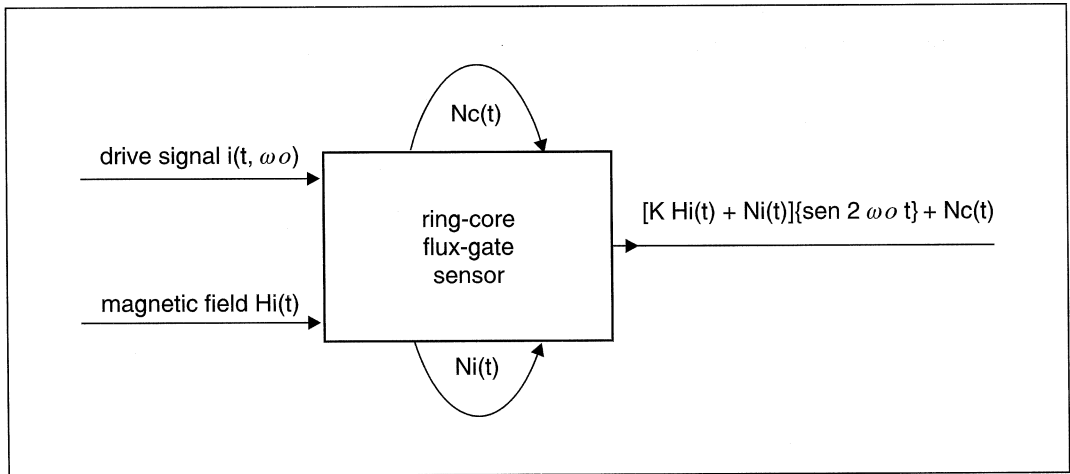 Nc(t)
drive signal i(t, ωo)
ring-core
flux-gate
sensor
[K Hi(t) + Ni(t)]{sen 2 ωo t} + Nc(t)
magnetic field Hi(t)
Ni(t)